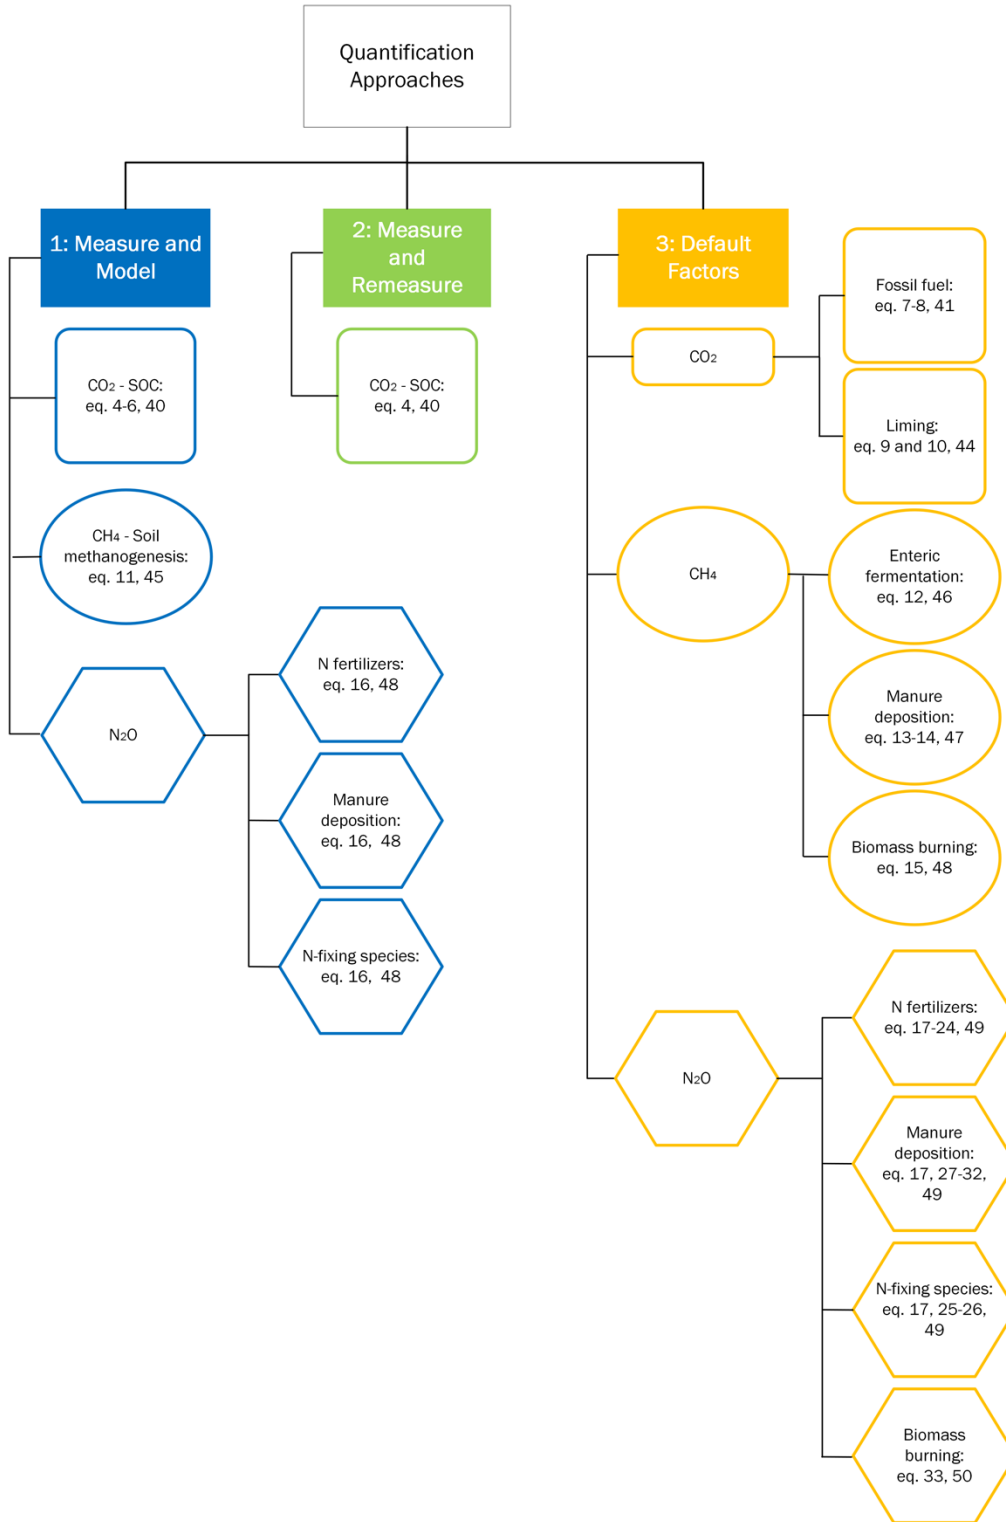 Quantification
Approaches
1: Measure and
Model
CO₂ - SOC:
eq. 4-6, 40
CH₄ - Soil
methanogenesis:
eq. 11, 45
N₂O
N fertilizers:
eq. 16, 48
Manure
deposition:
eq. 16, 48
N-fixing species:
eq. 16, 48
2: Measure
and
Remeasure
CO₂ - SOC:
eq. 4, 40
3: Default
Factors
CO₂
Fossil fuel:
eq. 7-8, 41
Liming:
eq. 9 and 10, 44
CH₄
Enteric
fermentation:
eq. 12, 46
Manure
deposition:
eq. 13-14, 47
Biomass burning:
eq. 15, 48
N₂O
N fertilizers:
eq. 17-24, 49
Manure
deposition:
eq. 17, 27-32,
49
N-fixing species:
eq. 17, 25-26,
49
Biomass
burning:
eq. 33, 50